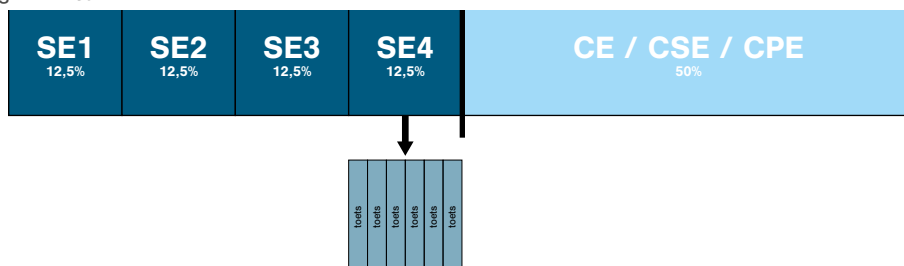 SE1
12,5%
SE2
12,5%
SE3
12,5%
SE4
12,5%
CE / CSE / CPE
50%
toets
toets
toets
toets
toets
toets